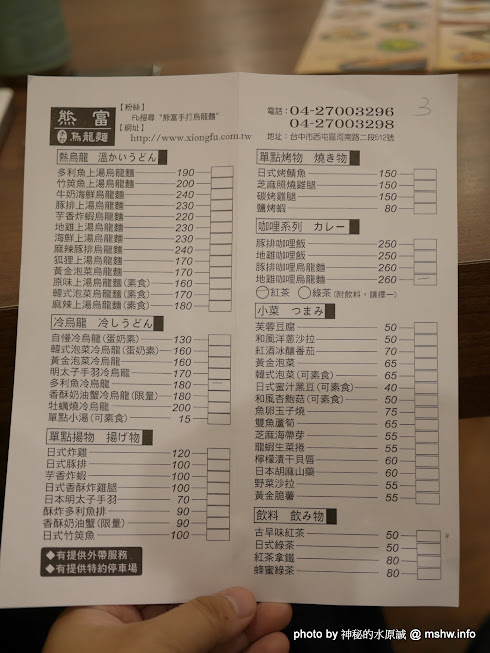 熊富
手打烏龍麵
【粉絲】
Fb搜尋 "熊富手打烏龍麵"
【網址】
http://www.xiongfu.com.tw
熱烏龍 溫かいうどん
多利魚上湯烏龍麵 190
竹筴魚上湯烏龍麵 200
牛奶海鮮烏龍麵 240
豚排上湯烏龍麵 230
芋香炸蝦烏龍麵 220
地雞上湯烏龍麵 230
海鮮上湯烏龍麵 230
麻辣豚排烏龍麵 240
狐狸上湯烏龍麵 170
黃金泡菜烏龍麵 170
原味上湯烏龍麵(素食) 160
韓式泡菜烏龍麵(素食) 170
麻辣上湯烏龍麵(素食) 180
冷烏龍 冷しうどん
自慢冷烏龍(蛋奶素) 130
韓式泡菜冷烏龍(蛋奶素) 160
黃金泡菜冷烏龍 160
明太子手羽冷烏龍 170
多利魚冷烏龍 180
香酥奶油蟹冷烏龍(限量) 180
牡蠣燒冷烏龍 200
單點小湯(可素食) 15
單點揚物 揚げ物
日式炸雞 120
日式豚排 100
芋香炸蝦 100
日式香酥炸雞腿 100
日本明太子手羽 70
酥炸多利魚排 90
香酥奶油蟹(限量) 90
日式竹筴魚 100
◆有提供外帶服務
◆有提供特約停車場
電話:04-27003296
04-27003298
地址:台中市西屯區河南路二段512號
3
單點烤物 燒き物
日式烤鯖魚 150
芝麻照燒雞腿 150
碳烤雞腿 150
鹽烤蝦 80
咖哩系列 カレー
豚排咖哩飯 250
地雞咖哩飯 250
豚排咖哩烏龍麵 260
地雞咖哩烏龍麵 260
○紅茶 ○綠茶(附飲料,請擇一)
小菜 つまみ
芙蓉豆腐 50
和風洋蔥沙拉 50
紅酒冰釀番茄 70
黃金泡菜 65
韓式泡菜(可素食) 65
日式蜜汁黑豆(可素食) 40
和風杏鮑菇(可素食) 50
魚卵玉子燒 75
雙魚蘆筍 65
芝麻海帶芽 55
龍蝦生菜捲 55
檸檬漬干貝唇 60
日本胡麻山藥 60
野菜沙拉 55
黃金脆薯 55
飲料 飲み物
古早味紅茶 50
日式綠茶 50
紅茶拿鐵 80
蜂蜜綠茶 80
photo by 神秘的水原誠 @ mshw.info